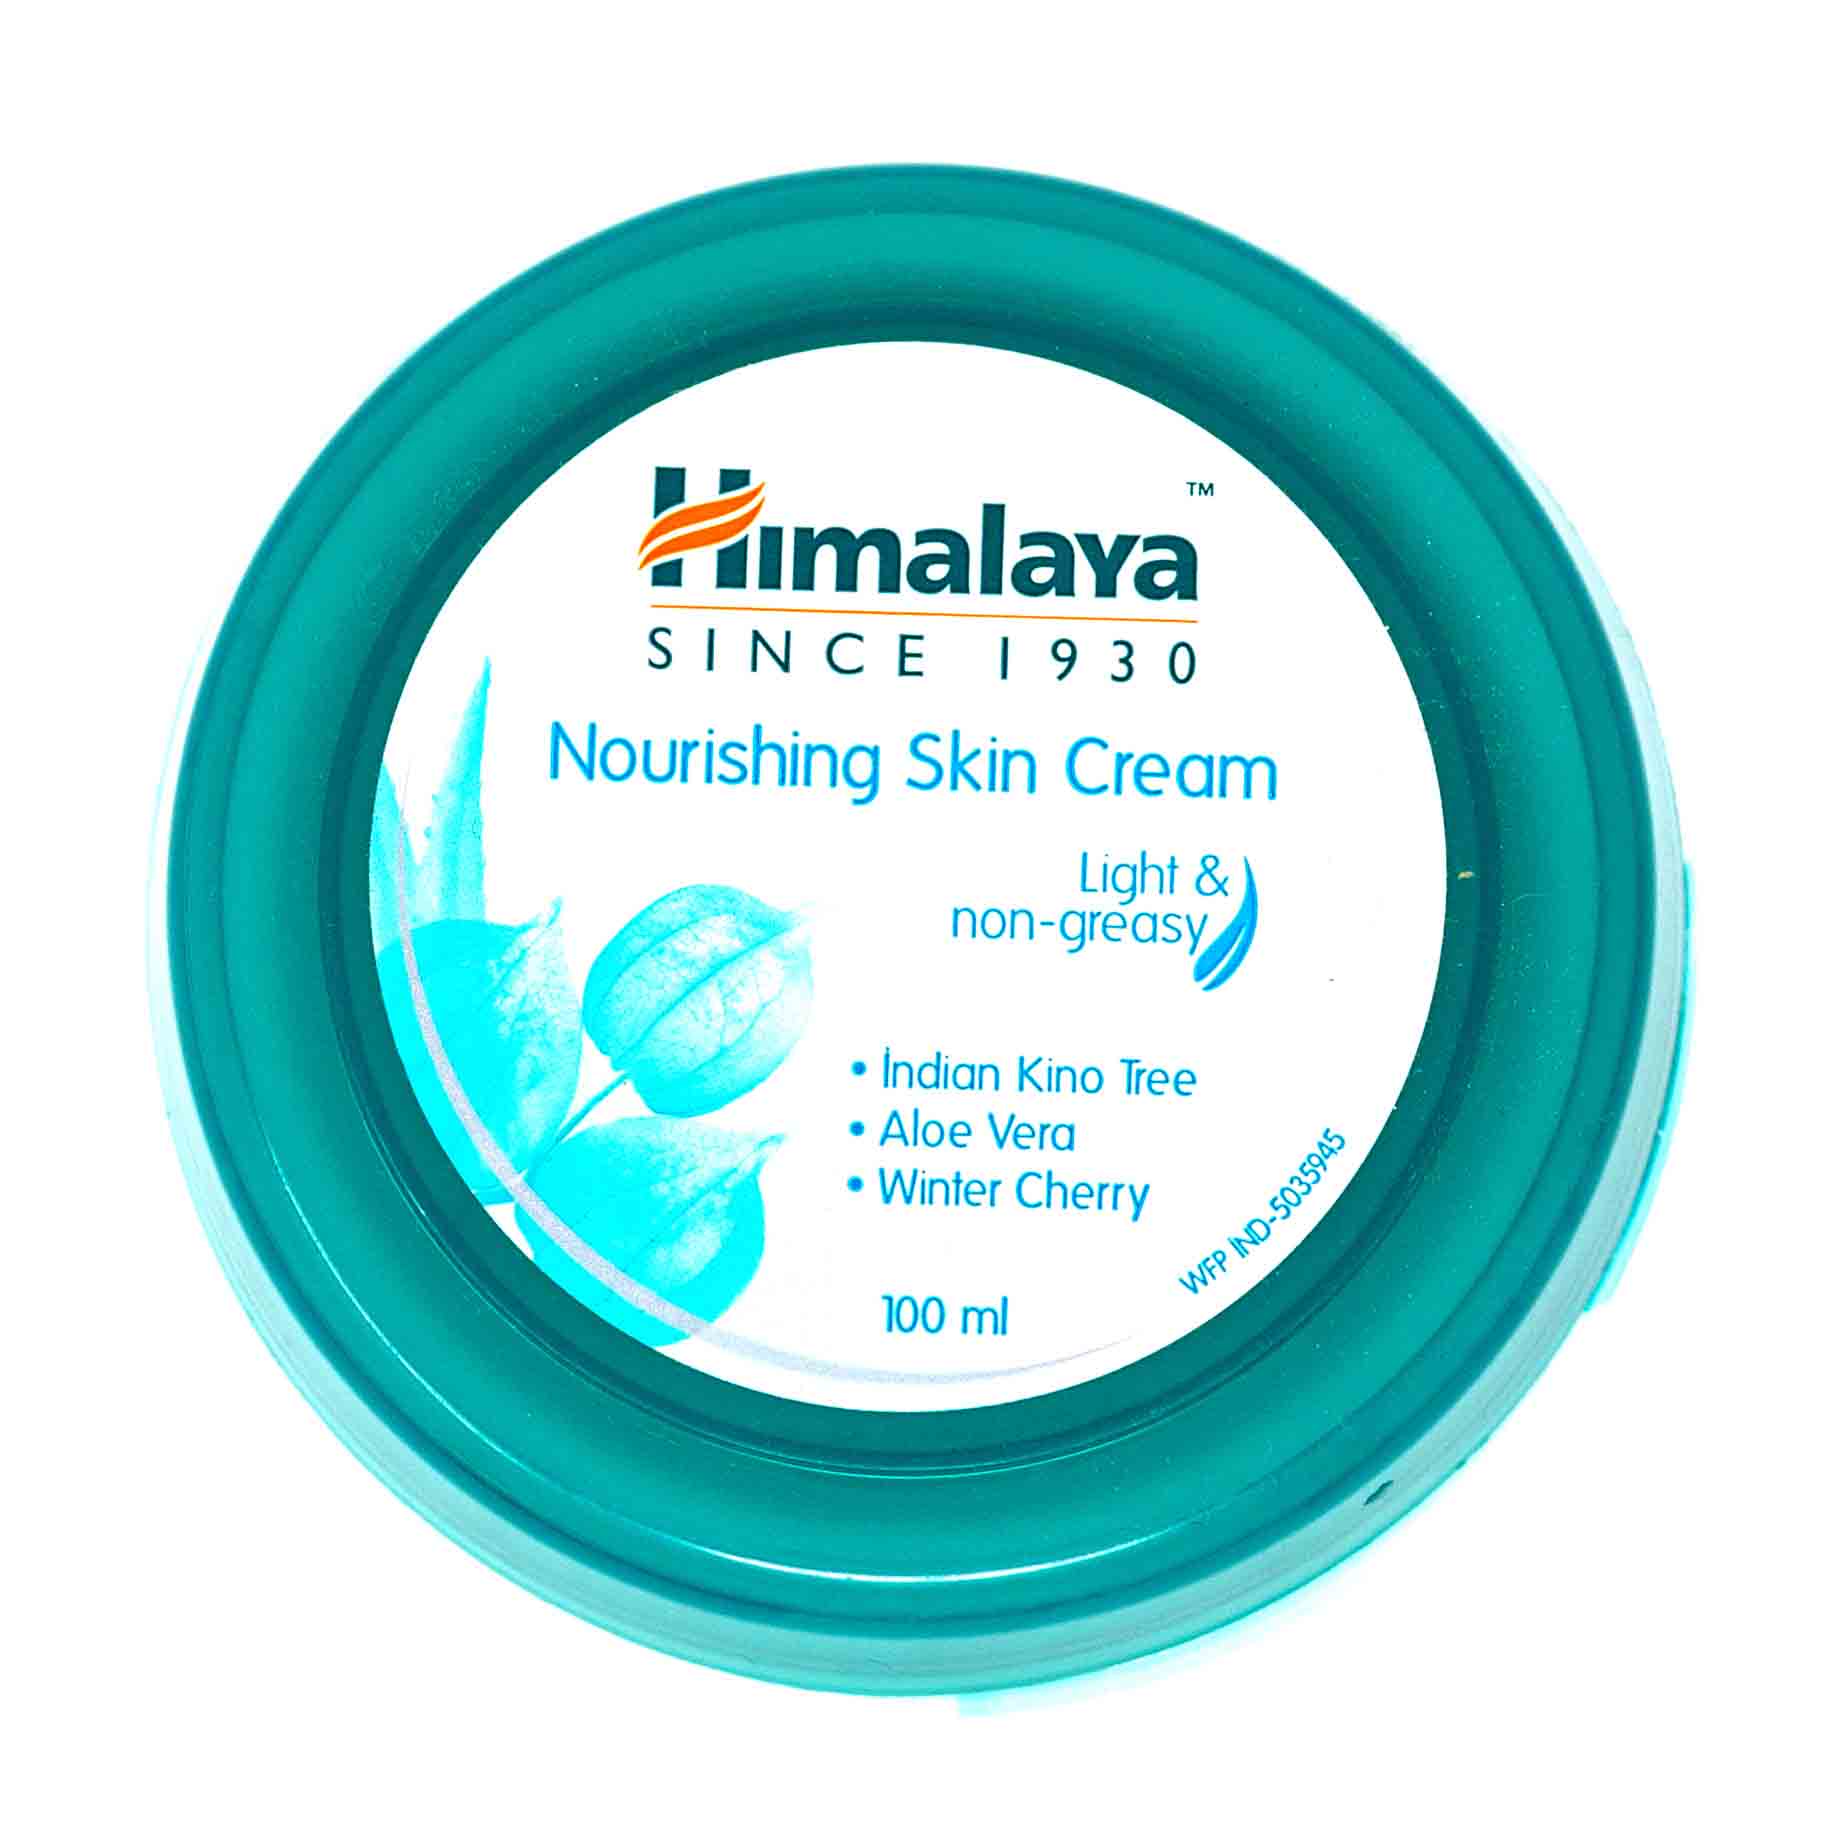 Himalaya™
SINCE 1930
Nourishing Skin Cream
Light &
non-greasy
• Indian Kino Tree
• Aloe Vera
• Winter Cherry
WFP IND-5035945
100 ml